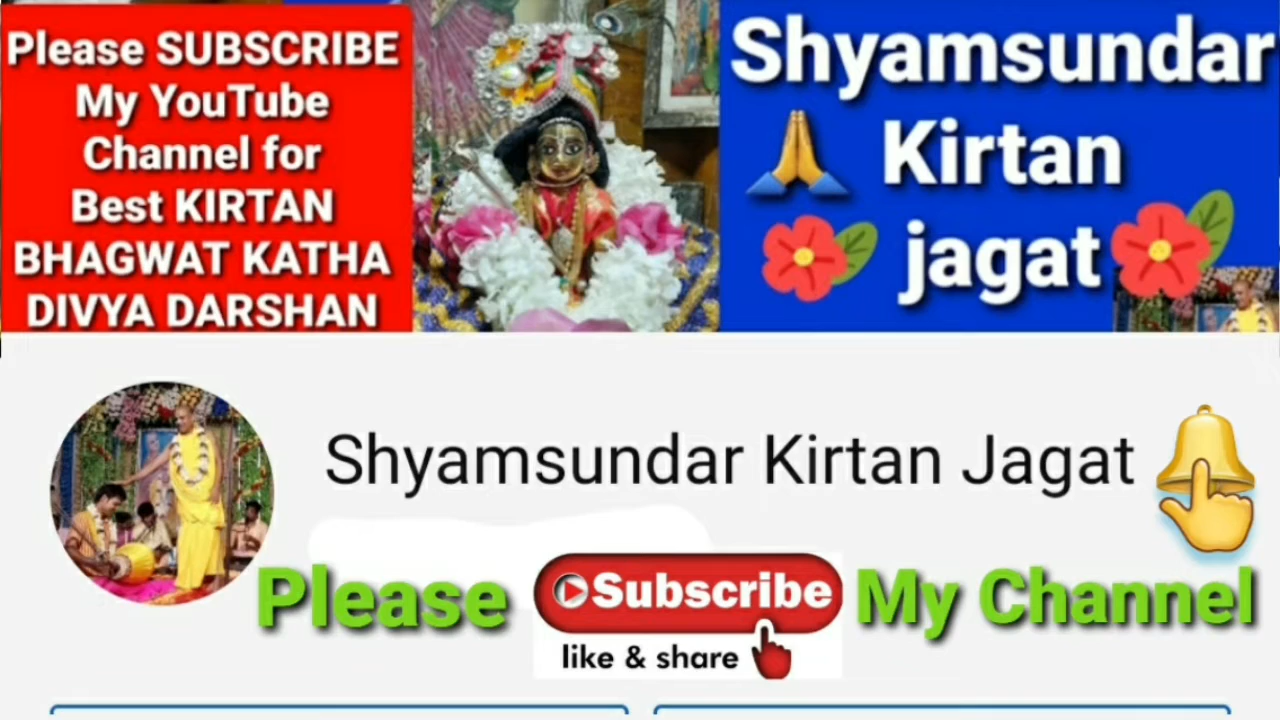 Please SUBSCRIBE
My YouTube
Channel for
Best KIRTAN
BHAGWAT KATHA
DIVYA DARSHAN
Shyamsundar
Kirtan
jagat
Shyamsundar Kirtan Jagat
Please Subscribe My Channel
like & share